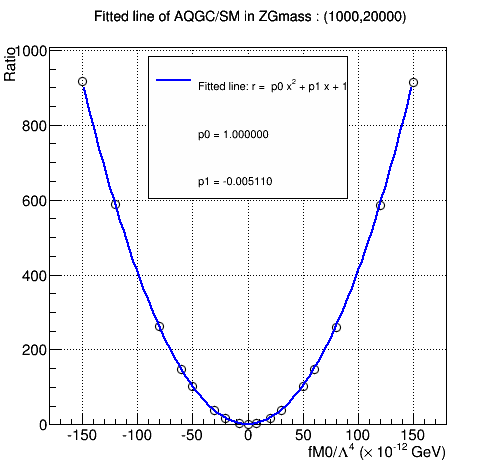 Fitted line of AQGC/SM in ZGmass : (1000,20000)
Ratio
1000
800
600
400
200
0
Fitted line: r = p0 x² + p1 x + 1
p0 = 1.000000
p1 = -0.005110
-150 -100 -50 0 50 100 150
fM0/Λ⁴ (× 10⁻¹² GeV)